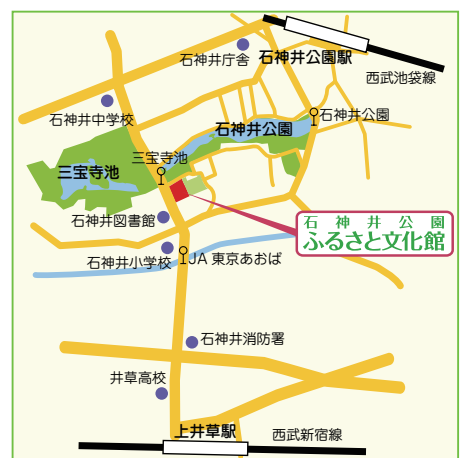 石神井庁舎
石神井公園駅
西武池袋線
石神井中学校
石神井公園
石神井公園
三宝寺池
三宝寺池
石神井図書館
石神井公園
ふるさと文化館
石神井小学校
JA 東京あおば
石神井消防署
井草高校
上井草駅
西武新宿線